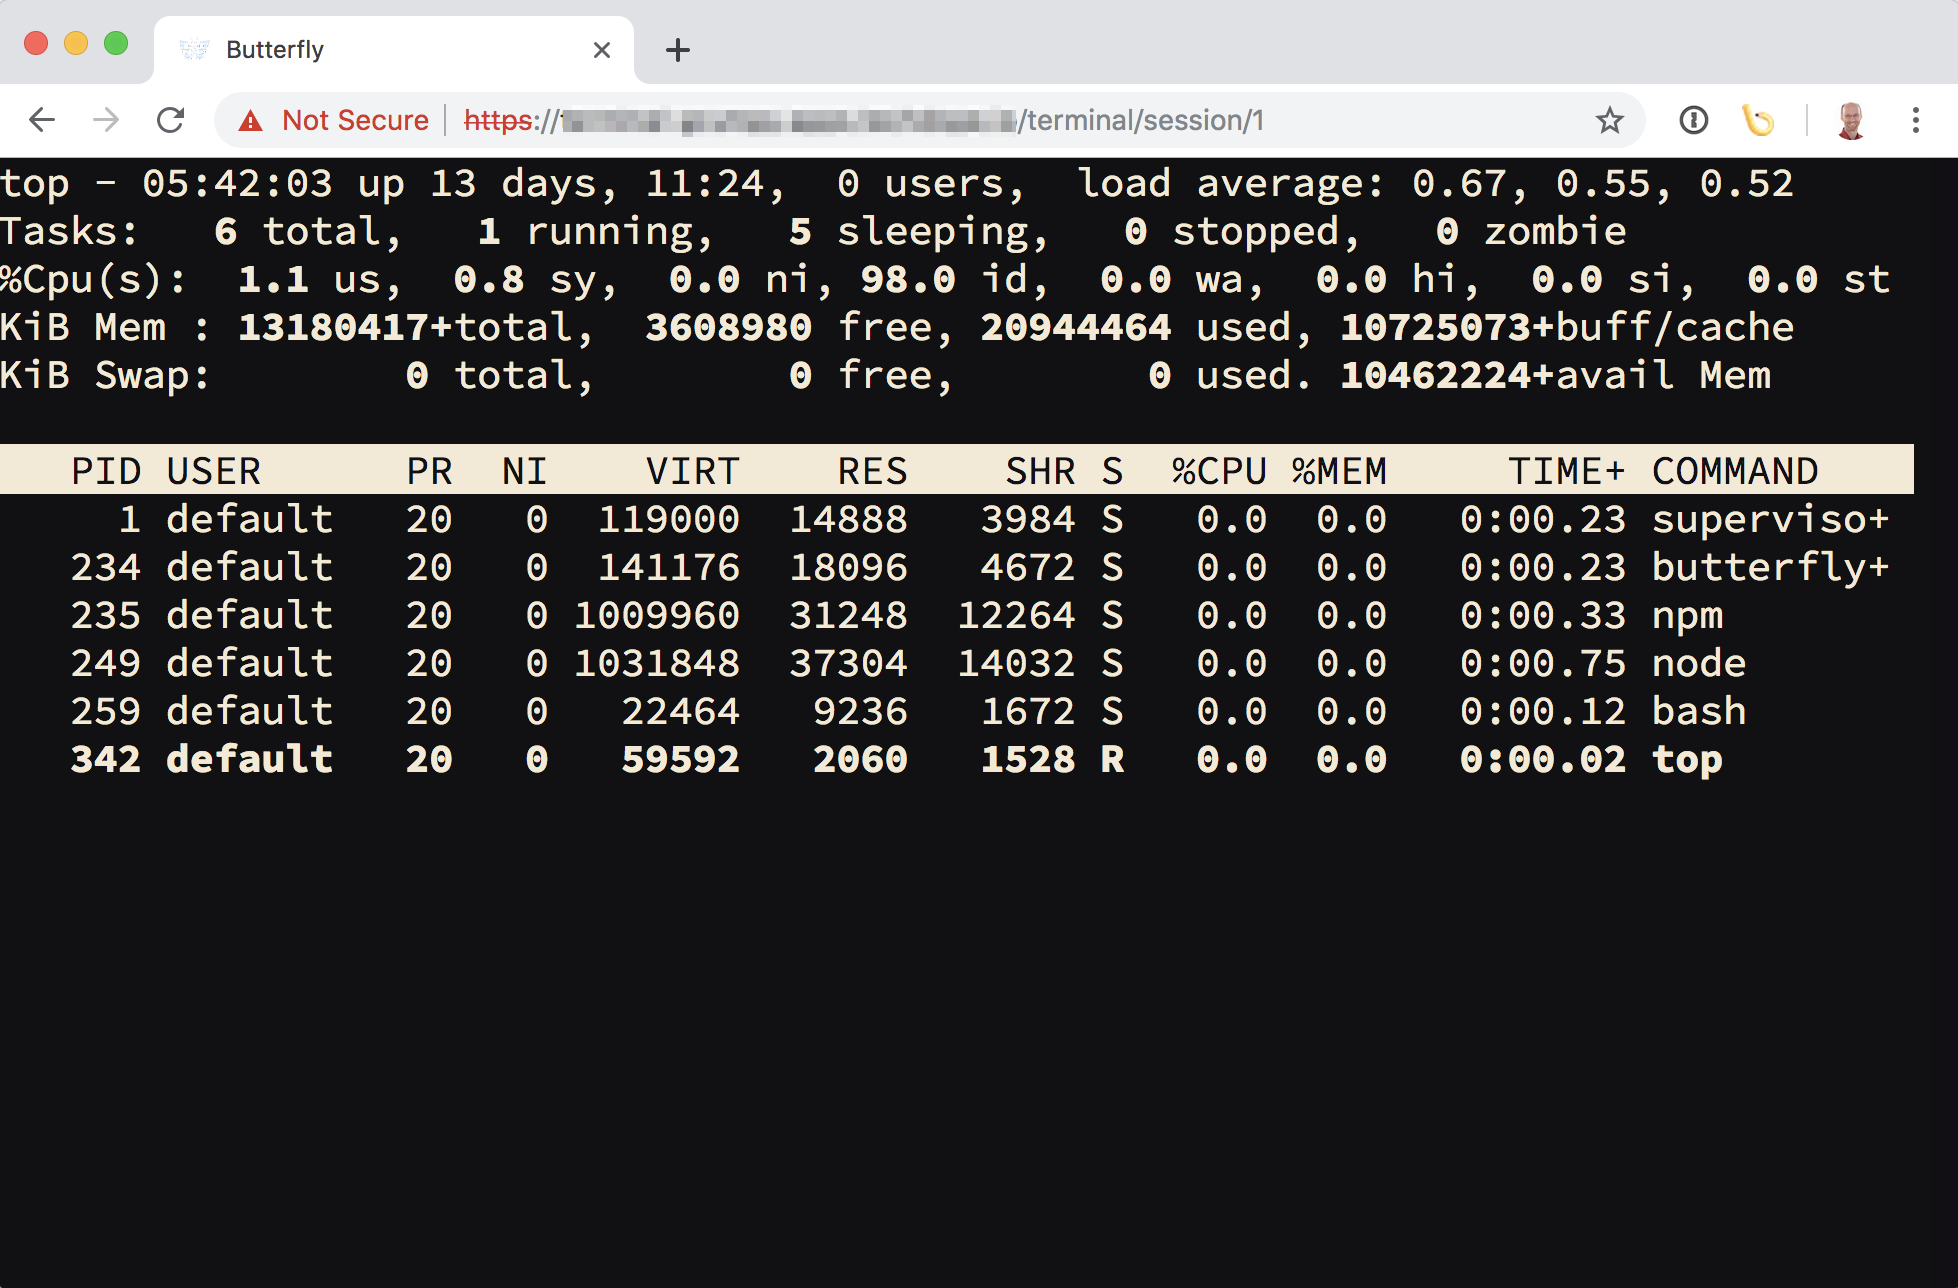 Butterfly
Not Secure https:// /terminal/session/1
top - 05:42:03 up 13 days, 11:24,  0 users,  load average: 0.67, 0.55, 0.52
Tasks:   6 total,   1 running,   5 sleeping,   0 stopped,   0 zombie
%Cpu(s):  1.1 us,  0.8 sy,  0.0 ni, 98.0 id,  0.0 wa,  0.0 hi,  0.0 si,  0.0 st
KiB Mem : 13180417+total,  3608980 free, 20944464 used, 10725073+buff/cache
KiB Swap:        0 total,        0 free,        0 used. 10462224+avail Mem
PID USER      PR  NI    VIRT    RES    SHR S  %CPU %MEM     TIME+ COMMAND
1 default   20   0  119000  14888   3984 S   0.0  0.0   0:00.23 superviso+
234 default   20   0  141176  18096   4672 S   0.0  0.0   0:00.23 butterfly+
235 default   20   0 1009960  31248  12264 S   0.0  0.0   0:00.33 npm
249 default   20   0 1031848  37304  14032 S   0.0  0.0   0:00.75 node
259 default   20   0   22464   9236   1672 S   0.0  0.0   0:00.12 bash
342 default   20   0   59592   2060   1528 R   0.0  0.0   0:00.02 top